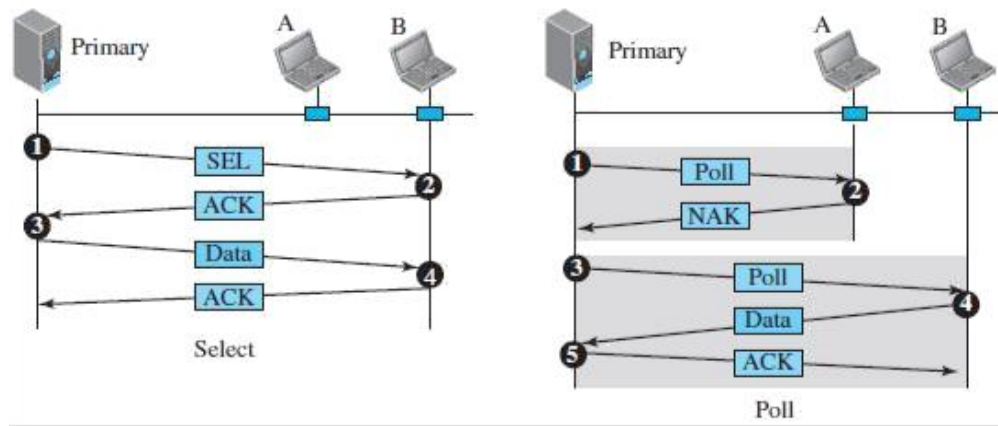 Primary
A
B
1
SEL
2
ACK
3
Data
4
ACK
Select
Primary
A
B
1
Poll
2
NAK
3
Poll
4
Data
5
ACK
Poll